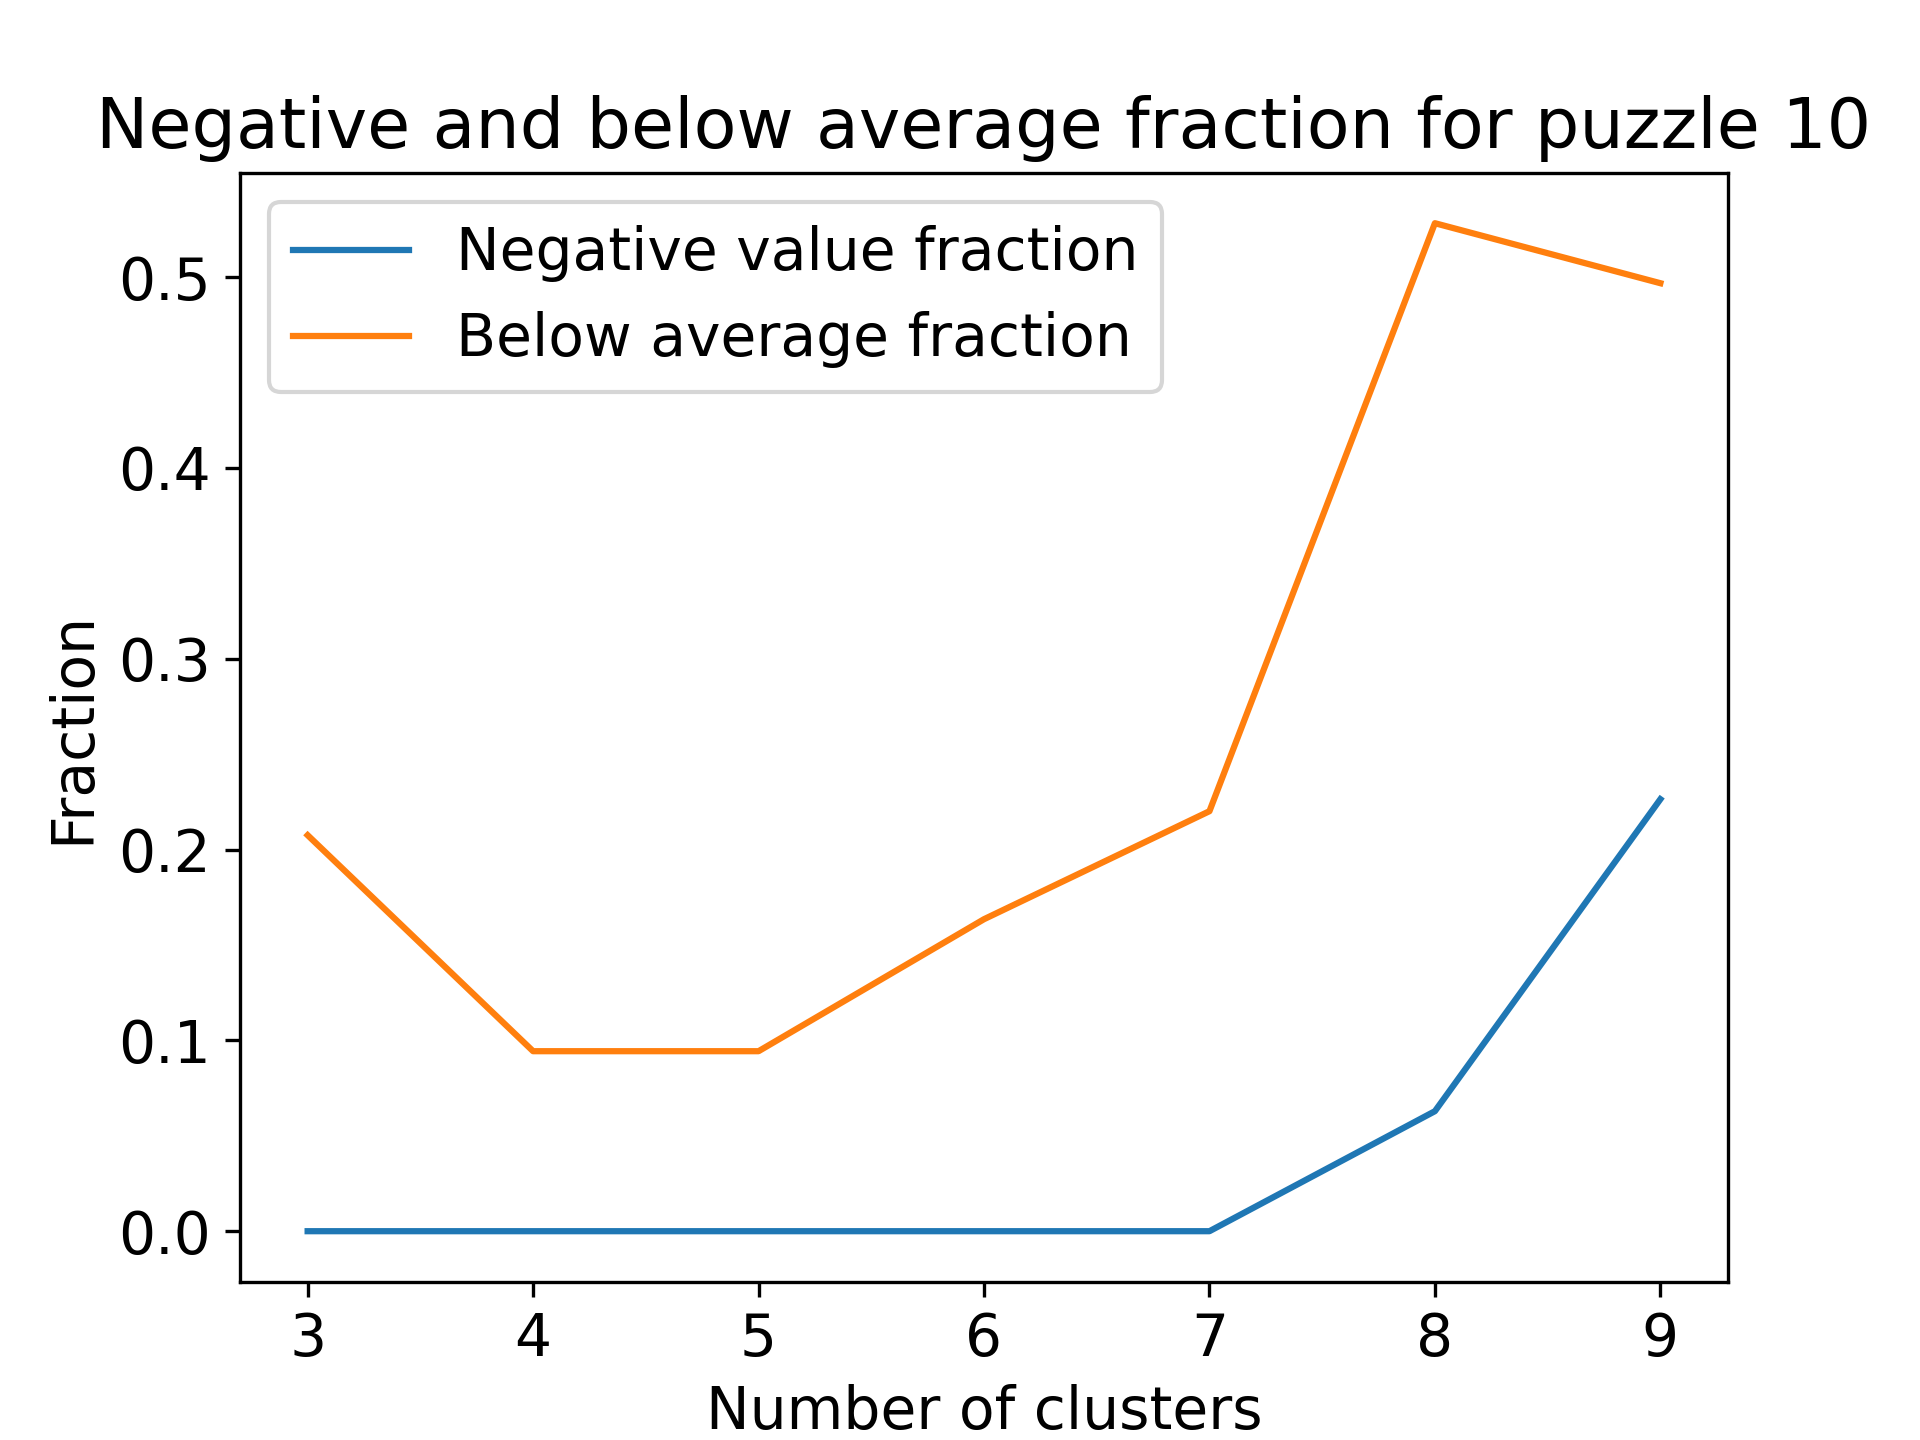 Negative and below average fraction for puzzle 10
Negative value fraction
Below average fraction
0.5
0.4
0.3
0.2
0.1
0.0
Fraction
3 4 5 6 7 8 9
Number of clusters